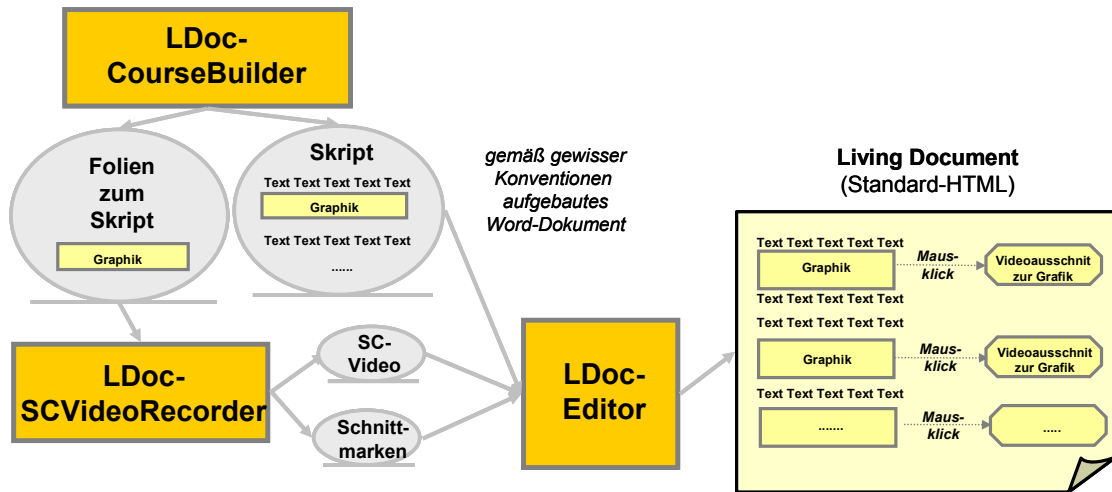 LDoc-
CourseBuilder
Folien
zum
Skript
Graphik
Skript
Text Text Text Text Text
Graphik
Text Text Text Text Text
......
gemäß gewisser
Konventionen
aufgebautes
Word-Dokument
LDoc-
SCVideoRecorder
SC-
Video
Schnitt-
marken
LDoc-
Editor
Living Document
(Standard-HTML)
Text Text Text Text Text
Graphik
Maus-
klick
Videoausschnit
zur Grafik
Text Text Text Text Text
Text Text Text Text Text
Graphik
Maus-
klick
Videoausschnit
zur Grafik
Text Text Text Text Text
.......
Maus-
klick
.....